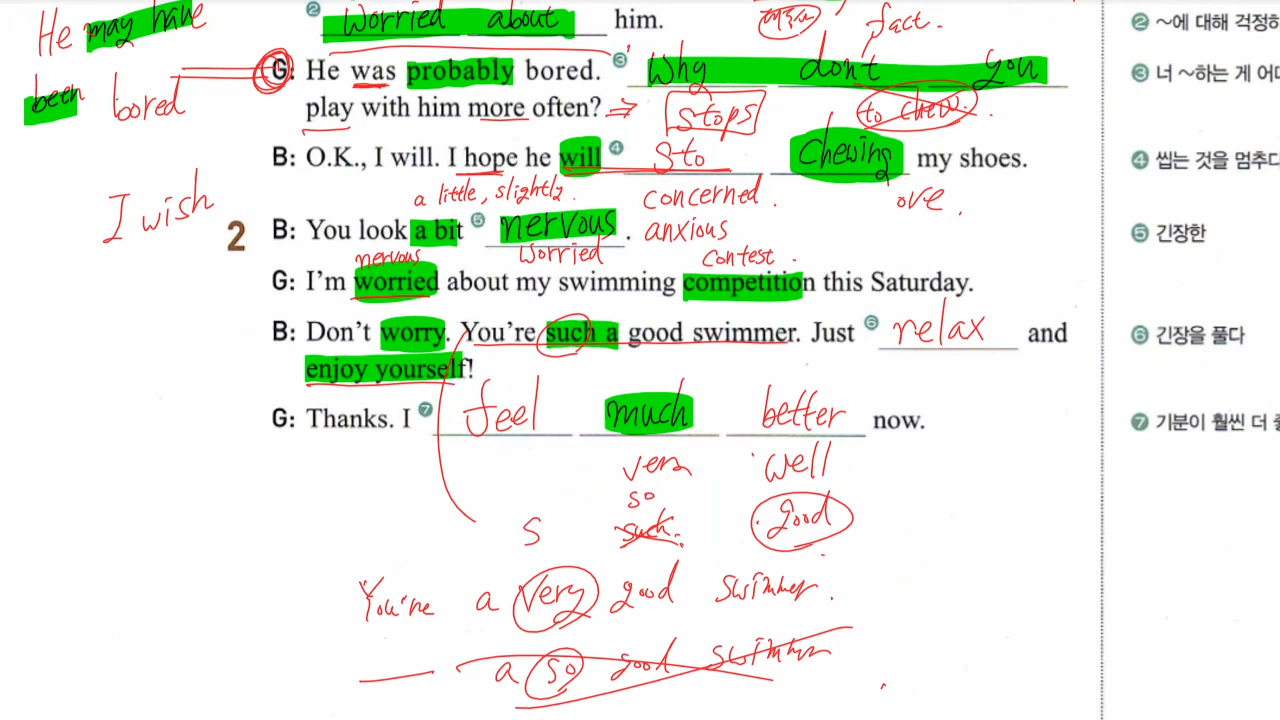 He may have
been bored
② worried about him.
fact.
G: He was probably bored. ③ Why don't you
play with him more often? ⇒ stops to chew.
B: O.K., I will. I hope he will ④ sto chewing my shoes.
a little, slightly. concerned. ove.
I wish
2 B: You look a bit ⑤ nervous. anxious
nervous worried contest.
G: I'm worried about my swimming competition this Saturday.
B: Don't worry. You're such a good swimmer. Just ⑥ relax and
enjoy yourself!
G: Thanks. I ⑦ feel much better now.
very well
so
s such. good
You're a very good swimmer.
a so good swimmer
② ~에 대해 걱정하
③ 너 ~하는 게 어
④ 씹는 것을 멈추다
⑤ 긴장한
⑥ 긴장을 풀다
⑦ 기분이 훨씬 더